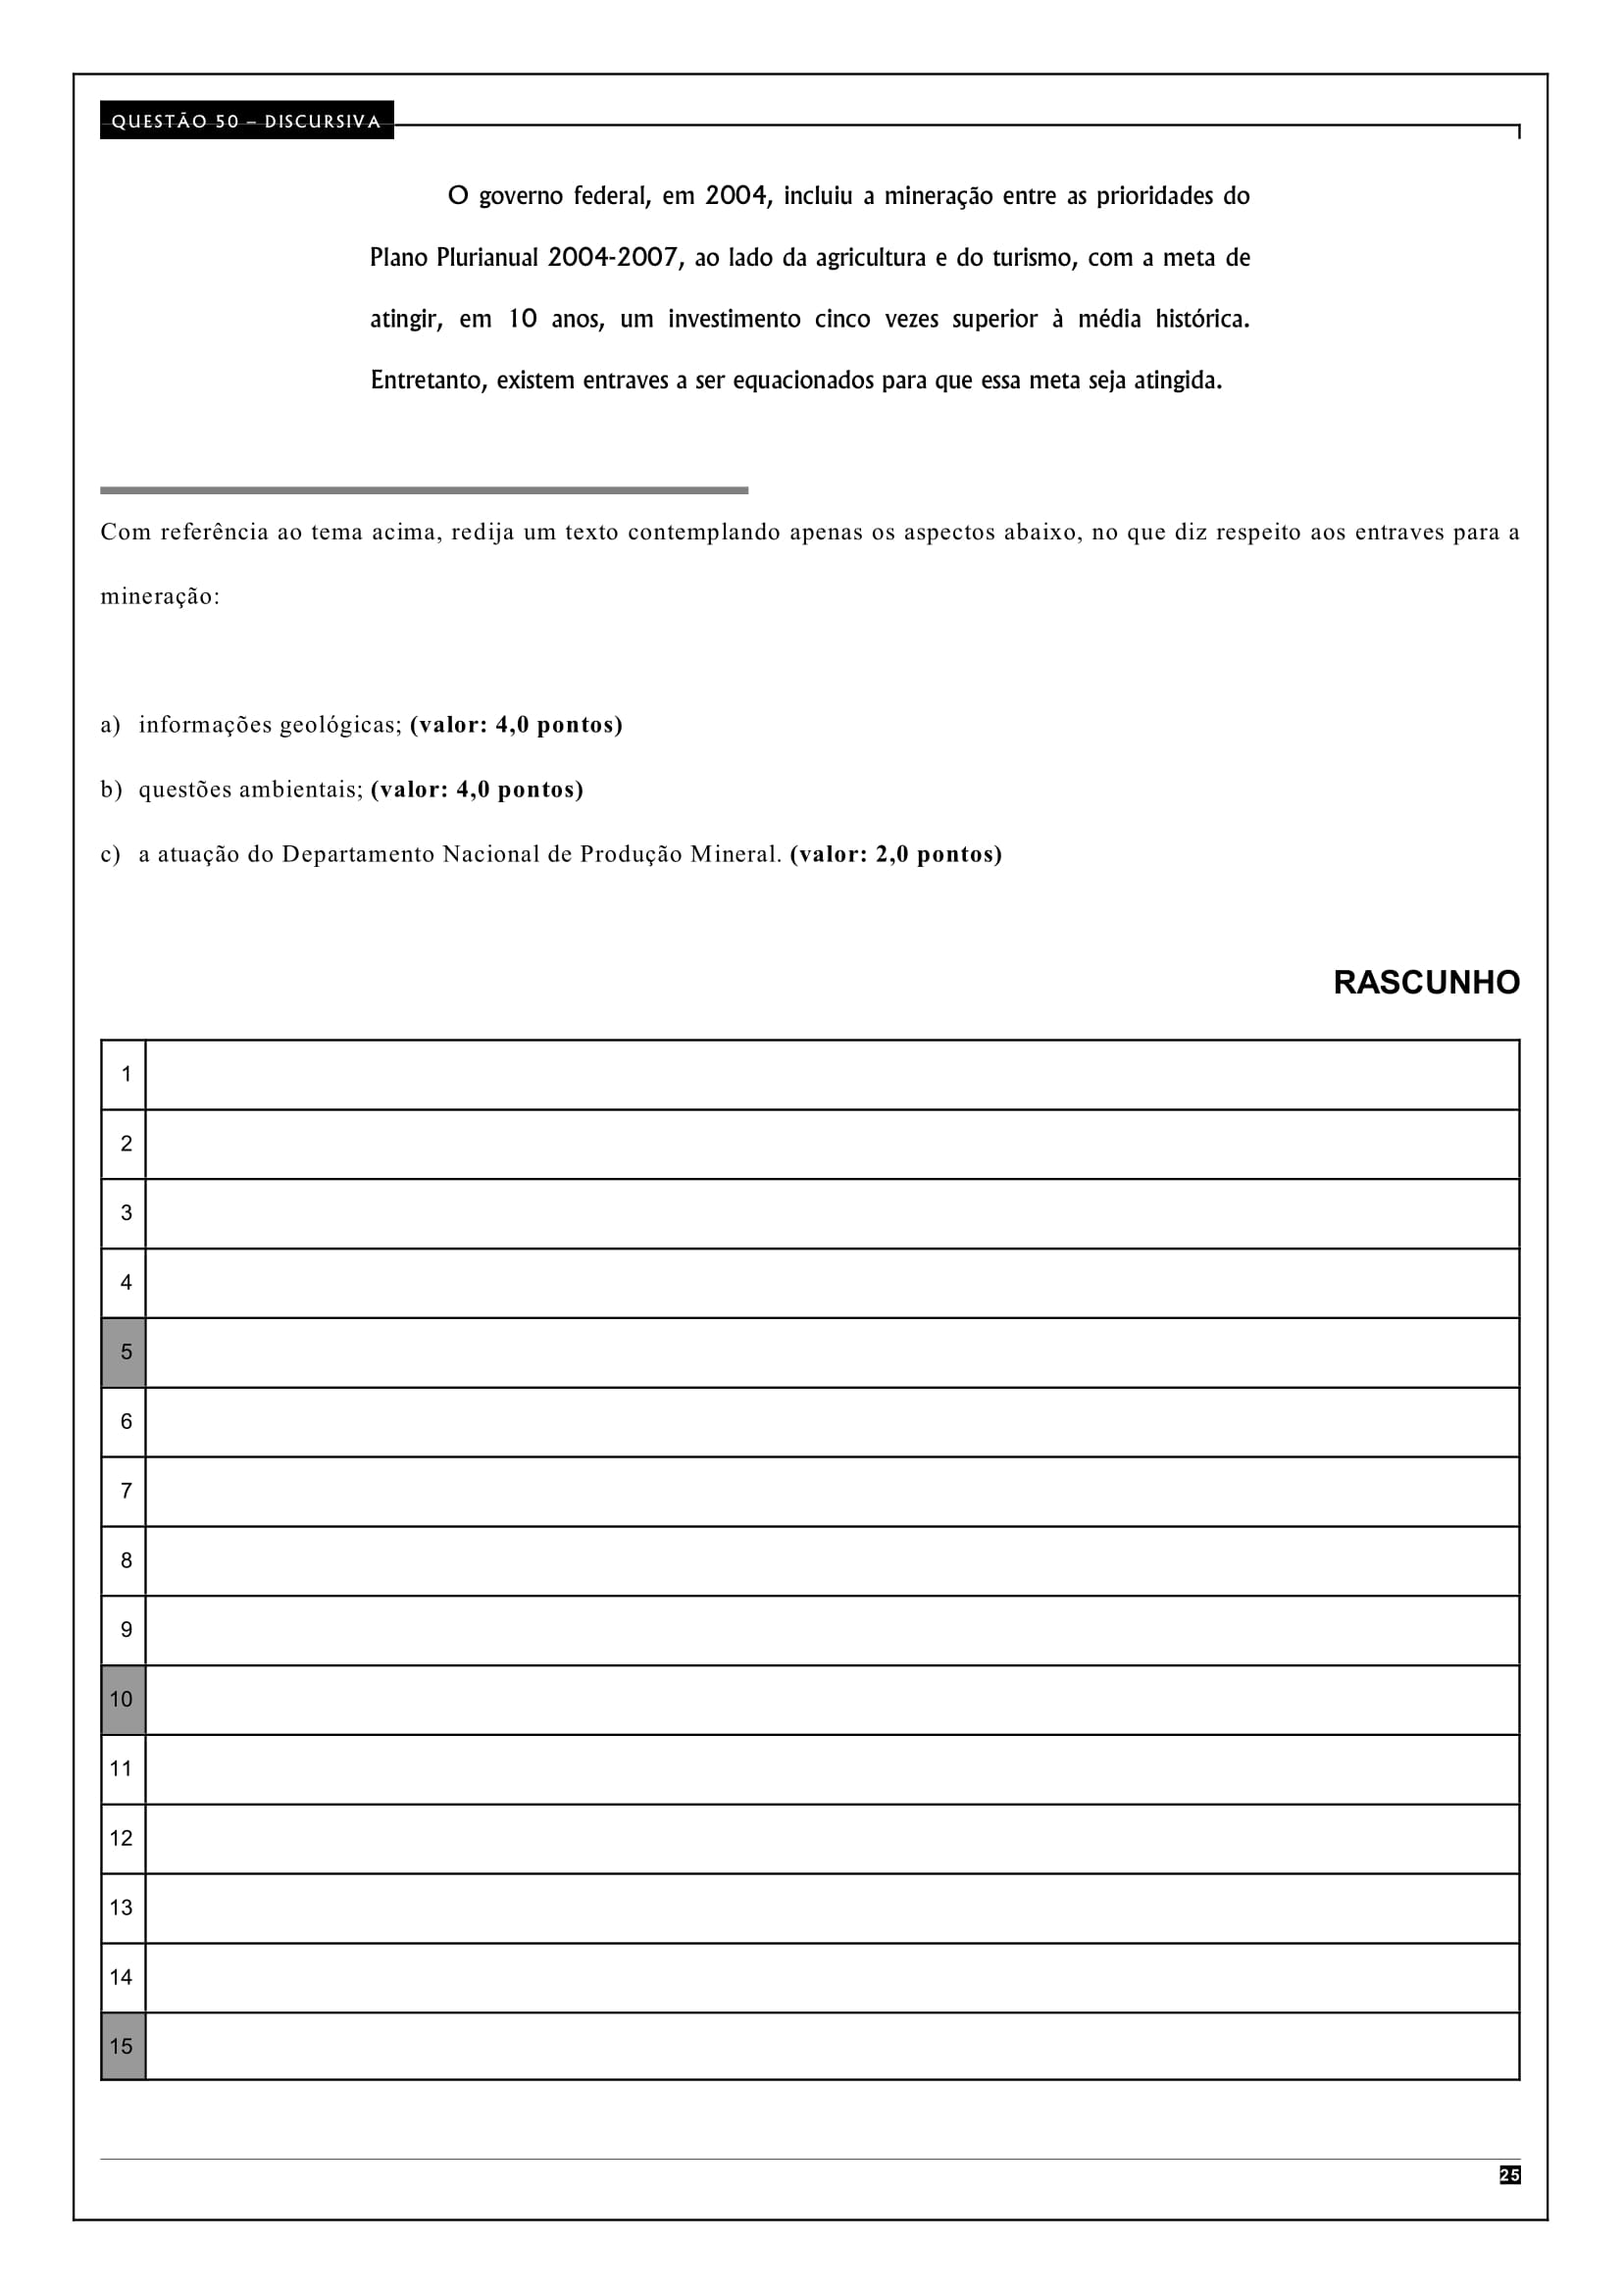 QUESTÃO 50 – DISCURSIVA
O governo federal, em 2004, incluiu a mineração entre as prioridades do
Plano Plurianual 2004-2007, ao lado da agricultura e do turismo, com a meta de
atingir, em 10 anos, um investimento cinco vezes superior à média histórica.
Entretanto, existem entraves a ser equacionados para que essa meta seja atingida.
Com referência ao tema acima, redija um texto contemplando apenas os aspectos abaixo, no que diz respeito aos entraves para a
mineração:
a) informações geológicas; (valor: 4,0 pontos)
b) questões ambientais; (valor: 4,0 pontos)
c) a atuação do Departamento Nacional de Produção Mineral. (valor: 2,0 pontos)
RASCUNHO
1
2
3
4
5
6
7
8
9
10
11
12
13
14
15
25